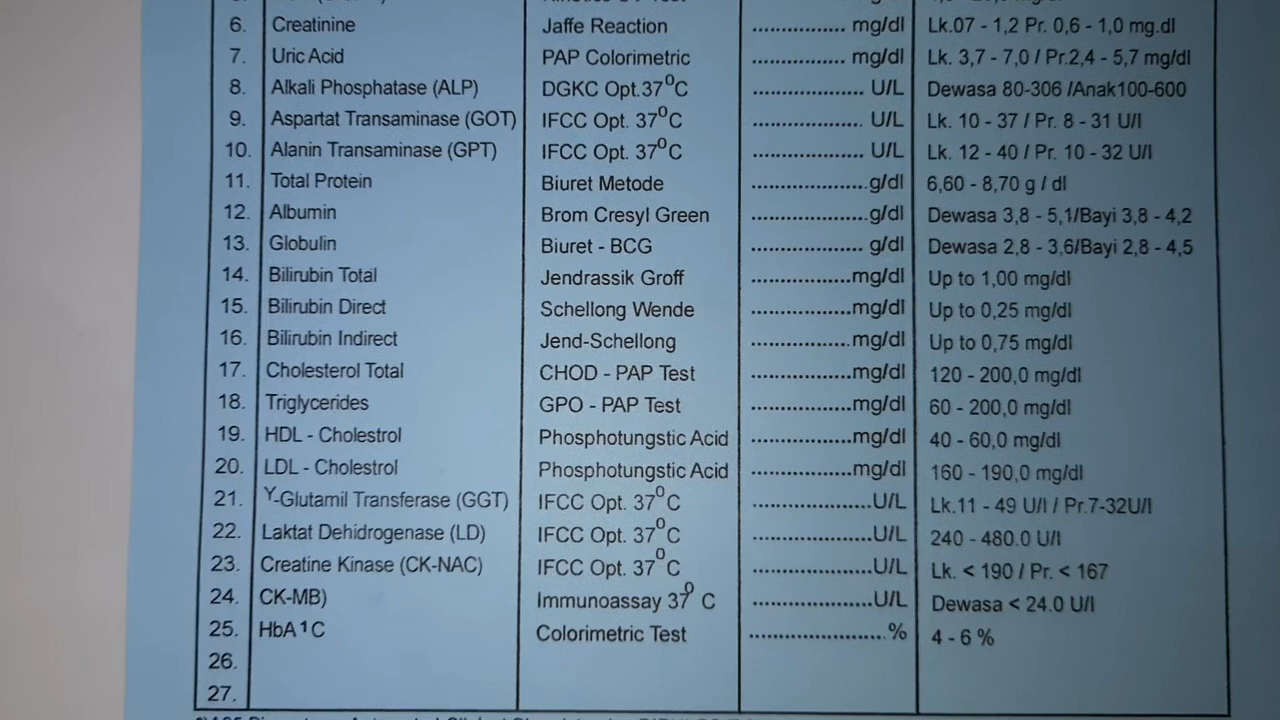 6. Creatinine Jaffe Reaction ............... mg/dl Lk.07 - 1,2 Pr. 0,6 - 1,0 mg.dl
7. Uric Acid PAP Colorimetric ............... mg/dl Lk. 3,7 - 7,0 / Pr.2,4 - 5,7 mg/dl
8. Alkali Phosphatase (ALP) DGKC Opt.37⁰C .................. U/L Dewasa 80-306 /Anak100-600
9. Aspartat Transaminase (GOT) IFCC Opt. 37⁰C .................. U/L Lk. 10 - 37 / Pr. 8 - 31 U/l
10. Alanin Transaminase (GPT) IFCC Opt. 37⁰C .................. U/L Lk. 12 - 40 / Pr. 10 - 32 U/l
11. Total Protein Biuret Metode ...................g/dl 6,60 - 8,70 g / dl
12. Albumin Brom Cresyl Green ...................g/dl Dewasa 3,8 - 5,1/Bayi 3,8 - 4,2
13. Globulin Biuret - BCG .................. g/dl Dewasa 2,8 - 3,6/Bayi 2,8 - 4,5
14. Bilirubin Total Jendrassik Groff ................mg/dl Up to 1,00 mg/dl
15. Bilirubin Direct Schellong Wende ................mg/dl Up to 0,25 mg/dl
16. Bilirubin Indirect Jend-Schellong ................mg/dl Up to 0,75 mg/dl
17. Cholesterol Total CHOD - PAP Test ................mg/dl 120 - 200,0 mg/dl
18. Triglycerides GPO - PAP Test ................mg/dl 60 - 200,0 mg/dl
19. HDL - Cholestrol Phosphotungstic Acid ................mg/dl 40 - 60,0 mg/dl
20. LDL - Cholestrol Phosphotungstic Acid ................mg/dl 160 - 190,0 mg/dl
21. Y-Glutamil Transferase (GGT) IFCC Opt. 37⁰C ...................U/L Lk.11 - 49 U/l / Pr.7-32U/l
22. Laktat Dehidrogenase (LD) IFCC Opt. 37⁰C ...................U/L 240 - 480.0 U/l
23. Creatine Kinase (CK-NAC) IFCC Opt. 37⁰C ...................U/L Lk. < 190 / Pr. < 167
24. CK-MB) Immunoassay 37⁰ C ...................U/L Dewasa < 24.0 U/l
25. HbA1C Colorimetric Test ......................% 4 - 6 %
26.
27.